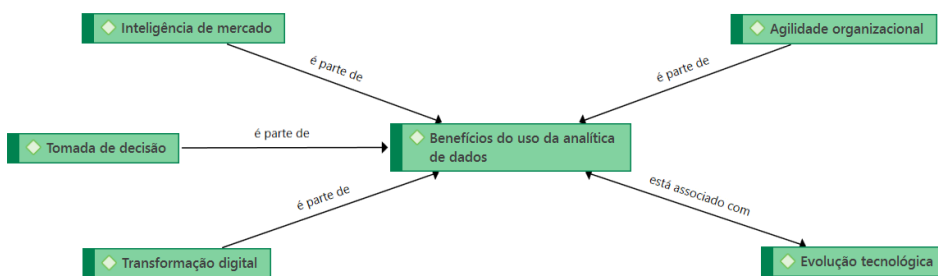 Inteligência de mercado
Agilidade organizacional
é parte de
é parte de
Tomada de decisão
é parte de
Benefícios do uso da analítica
de dados
é parte de
está associado com
Transformação digital
Evolução tecnológica